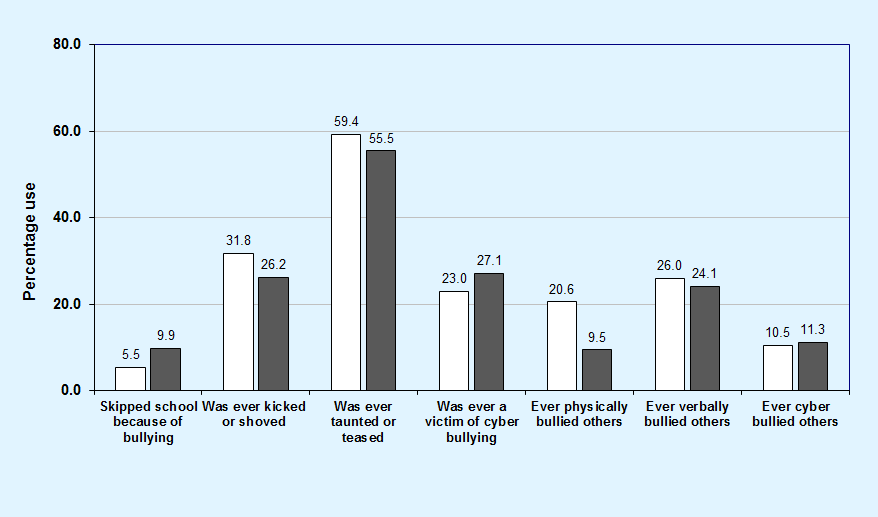 80.0
60.0
40.0
20.0
0.0
Percentage use
5.5
9.9
31.8
26.2
59.4
55.5
23.0
27.1
20.6
9.5
26.0
24.1
10.5
11.3
Skipped school
because of
bullying
Was ever kicked
or shoved
Was ever
taunted or
teased
Was ever a
victim of cyber
bullying
Ever physically
bullied others
Ever verbally
bullied others
Ever cyber
bullied others